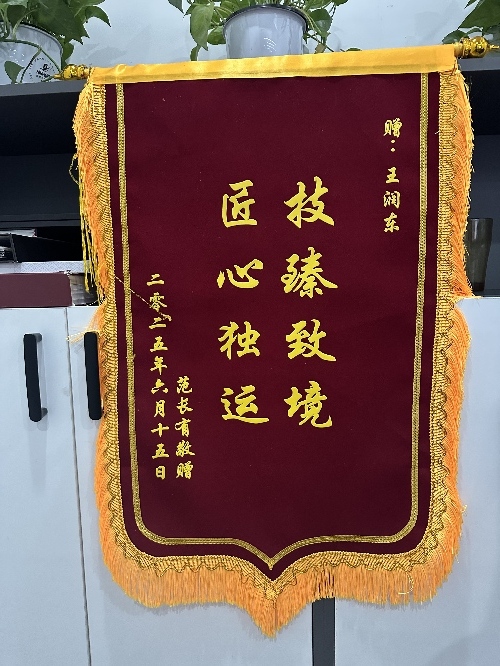 赠：王润东
技臻致境
匠心独运
范长有敬赠
二零二五年六月十五日